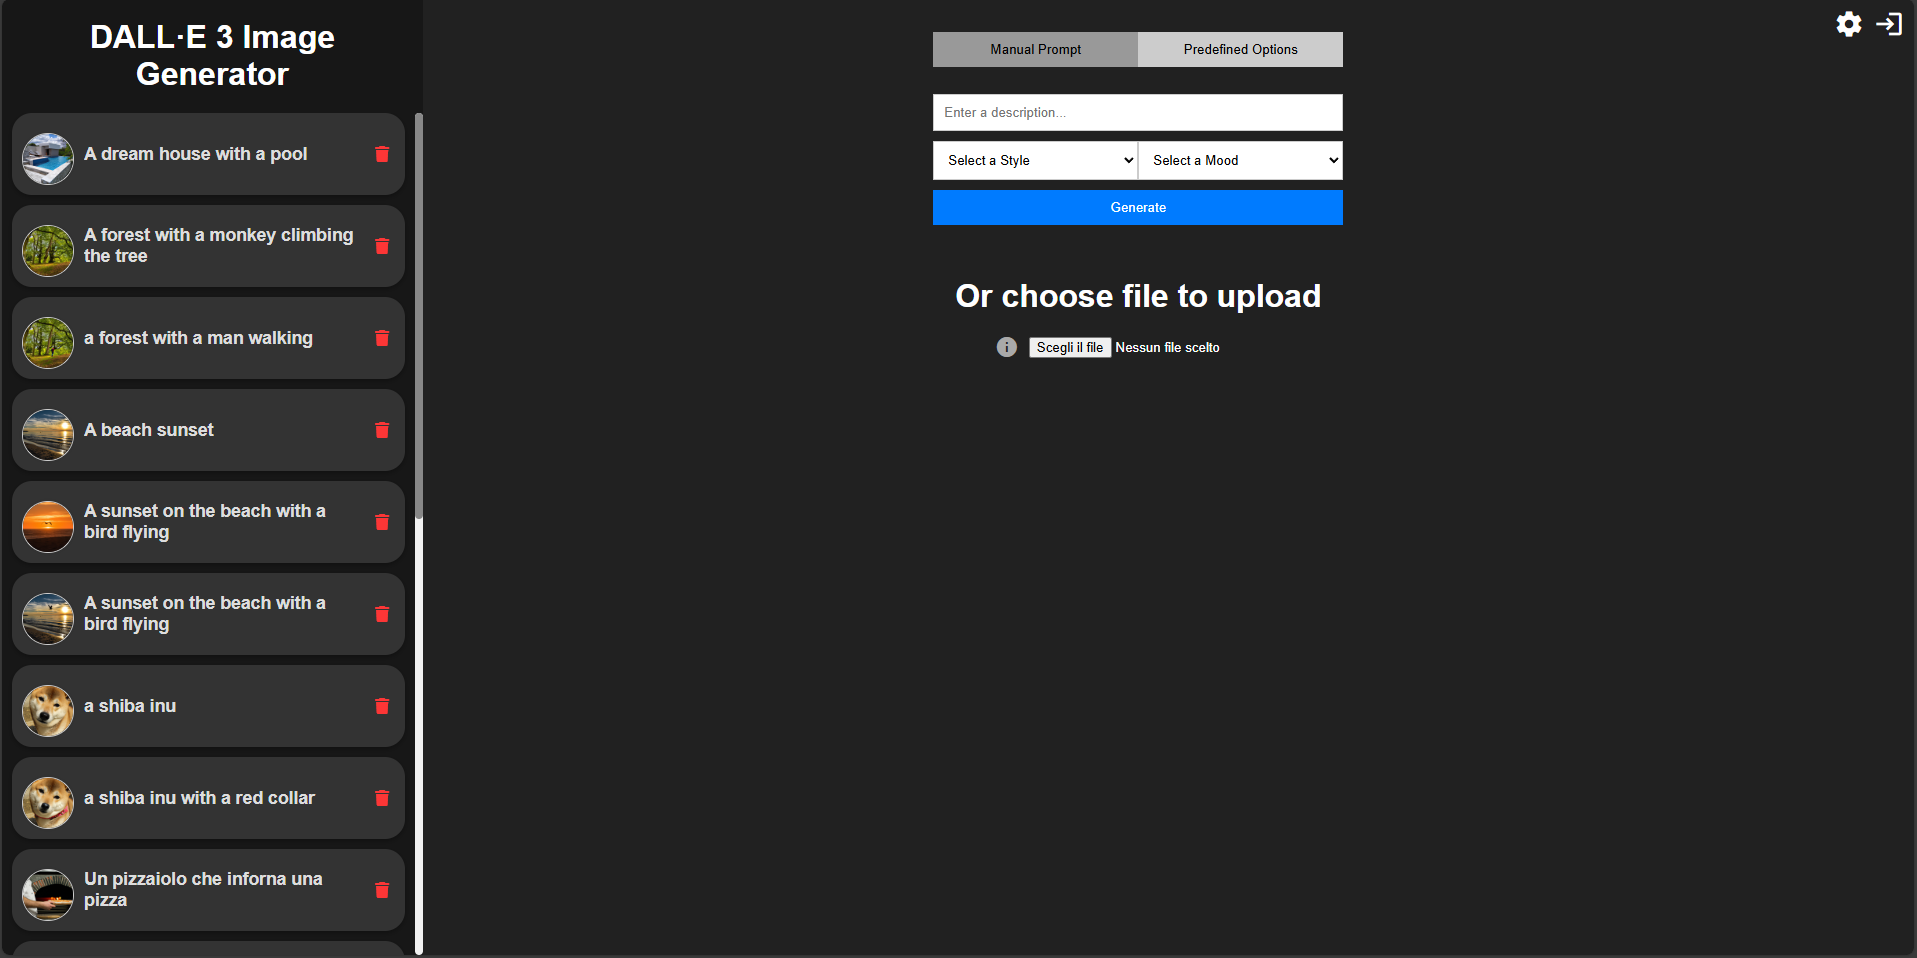 DALL·E 3 Image
Generator
A dream house with a pool
A forest with a monkey climbing
the tree
a forest with a man walking
A beach sunset
A sunset on the beach with a
bird flying
A sunset on the beach with a
bird flying
a shiba inu
a shiba inu with a red collar
Un pizzaiolo che inforna una
pizza
Manual Prompt
Predefined Options
Enter a description...
Select a Style
Select a Mood
Generate
Or choose file to upload
Scegli il file
Nessun file scelto